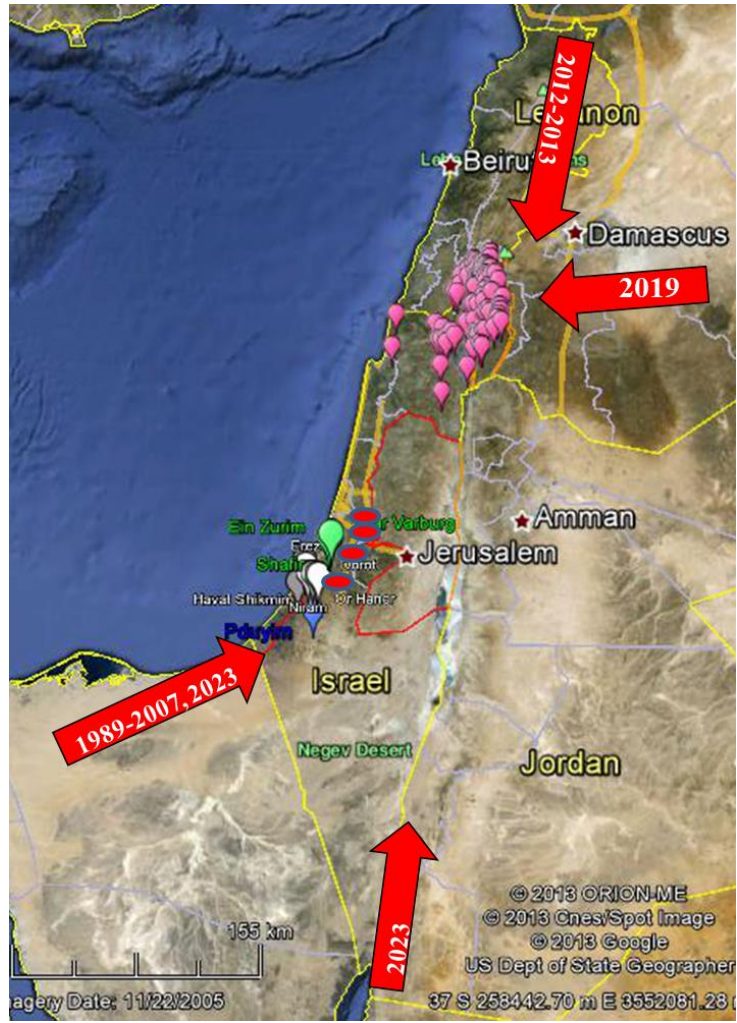 2012-2013
Lebanon
Beirut
Damascus
2019
Ein Zurim
Varburg
Erez
Amman
Shafir
Jerusalem
Haval Shikmim
Or Haner
Niram
Pduyim
Israel
1989-2007, 2023
Negev Desert
Jordan
2023
© 2013 ORION-ME
© 2013 Cnes/Spot Image
155 km
© 2013 Google
US Dept of State Geographer
Imagery Date: 11/22/2005
37 S 258442.70 m E 3552081.28